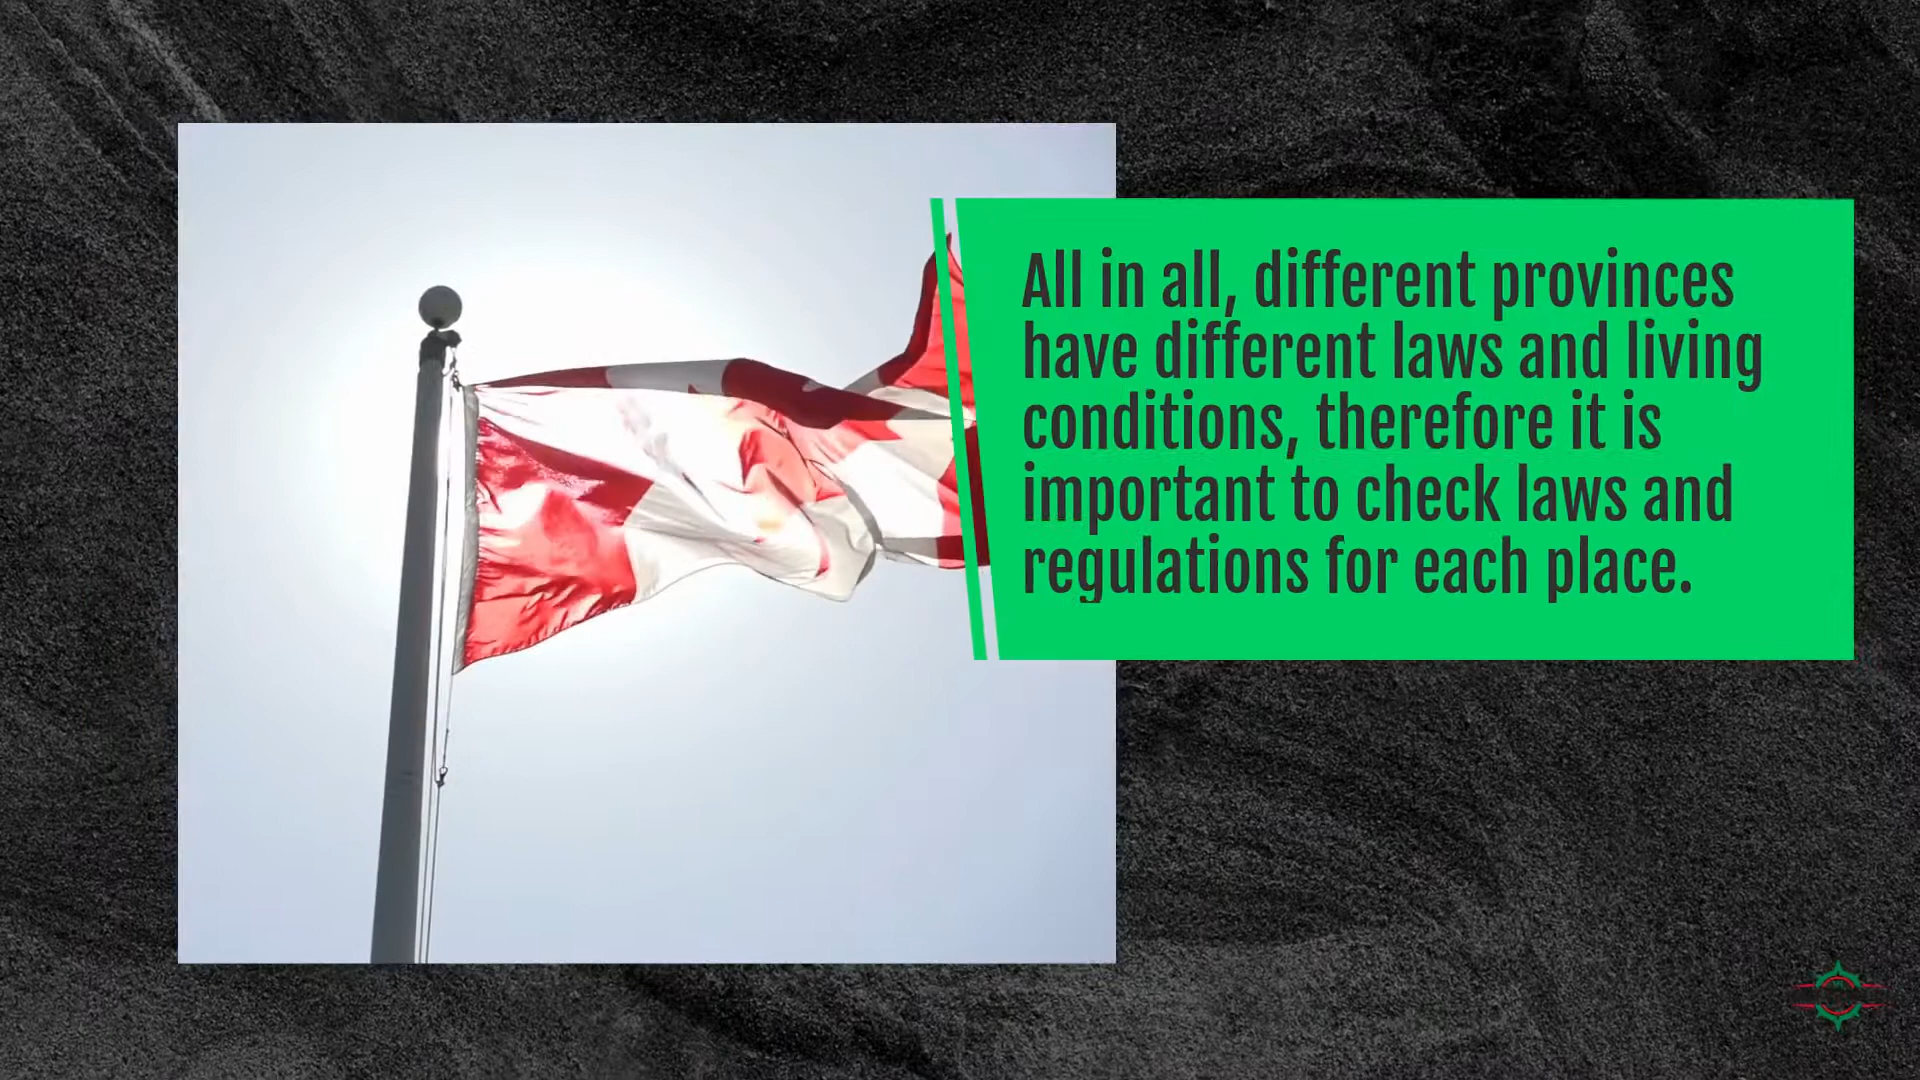 All in all, different provinces
have different laws and living
conditions, therefore it is
important to check laws and
regulations for each place.